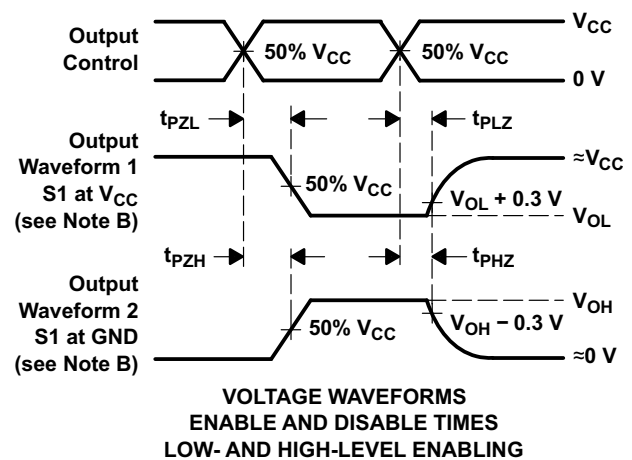 Output
Control
50% VCC
50% VCC
VCC
0 V
tPZL
tPLZ
Output
Waveform 1
S1 at VCC
(see Note B)
50% VCC
≈VCC
VOL + 0.3 V
VOL
tPZH
tPHZ
Output
Waveform 2
S1 at GND
(see Note B)
50% VCC
VOH
VOH − 0.3 V
≈0 V
VOLTAGE WAVEFORMS
ENABLE AND DISABLE TIMES
LOW- AND HIGH-LEVEL ENABLING